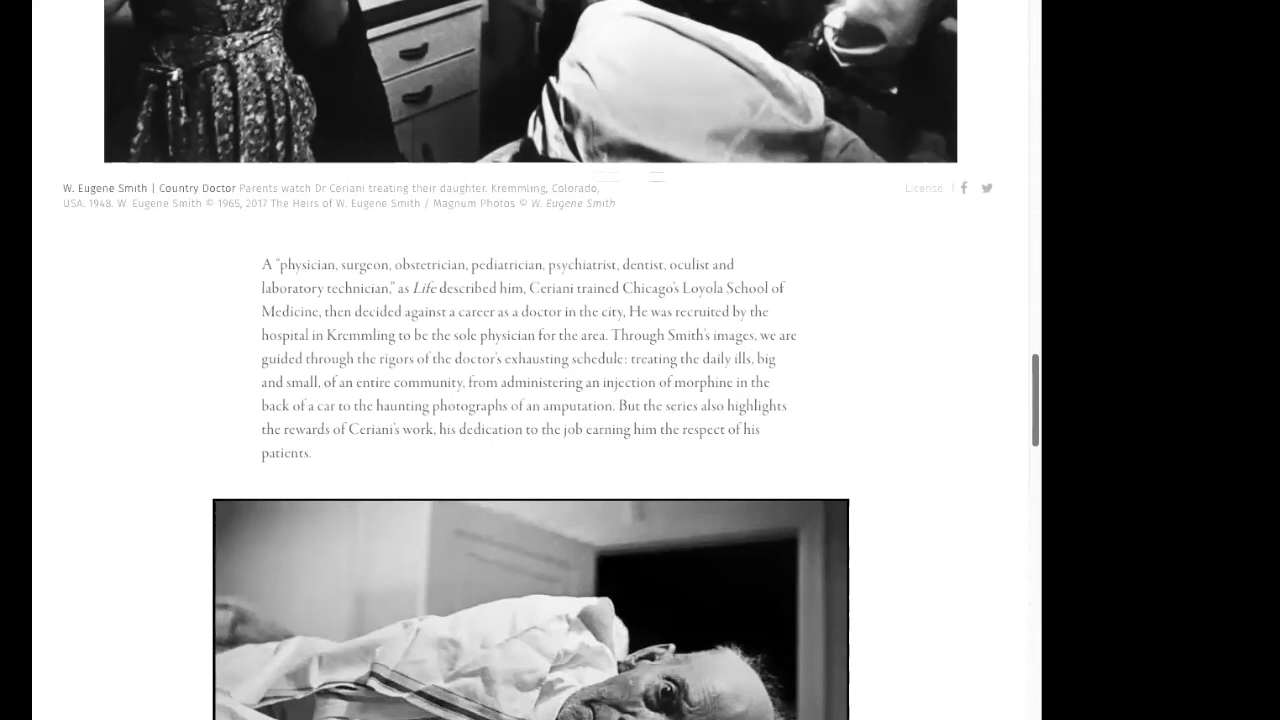 W. Eugene Smith | Country Doctor Parents watch Dr Ceriani treating their daughter. Kremmling, Colorado,
USA. 1948. W. Eugene Smith © 1965, 2017 The Heirs of W. Eugene Smith / Magnum Photos © W. Eugene Smith
License |
A “physician, surgeon, obstetrician, pediatrician, psychiatrist, dentist, oculist and
laboratory technician,” as Life described him, Ceriani trained Chicago’s Loyola School of
Medicine, then decided against a career as a doctor in the city, He was recruited by the
hospital in Kremmling to be the sole physician for the area. Through Smith’s images, we are
guided through the rigors of the doctor’s exhausting schedule: treating the daily ills, big
and small, of an entire community, from administering an injection of morphine in the
back of a car to the haunting photographs of an amputation. But the series also highlights
the rewards of Ceriani’s work, his dedication to the job earning him the respect of his
patients.